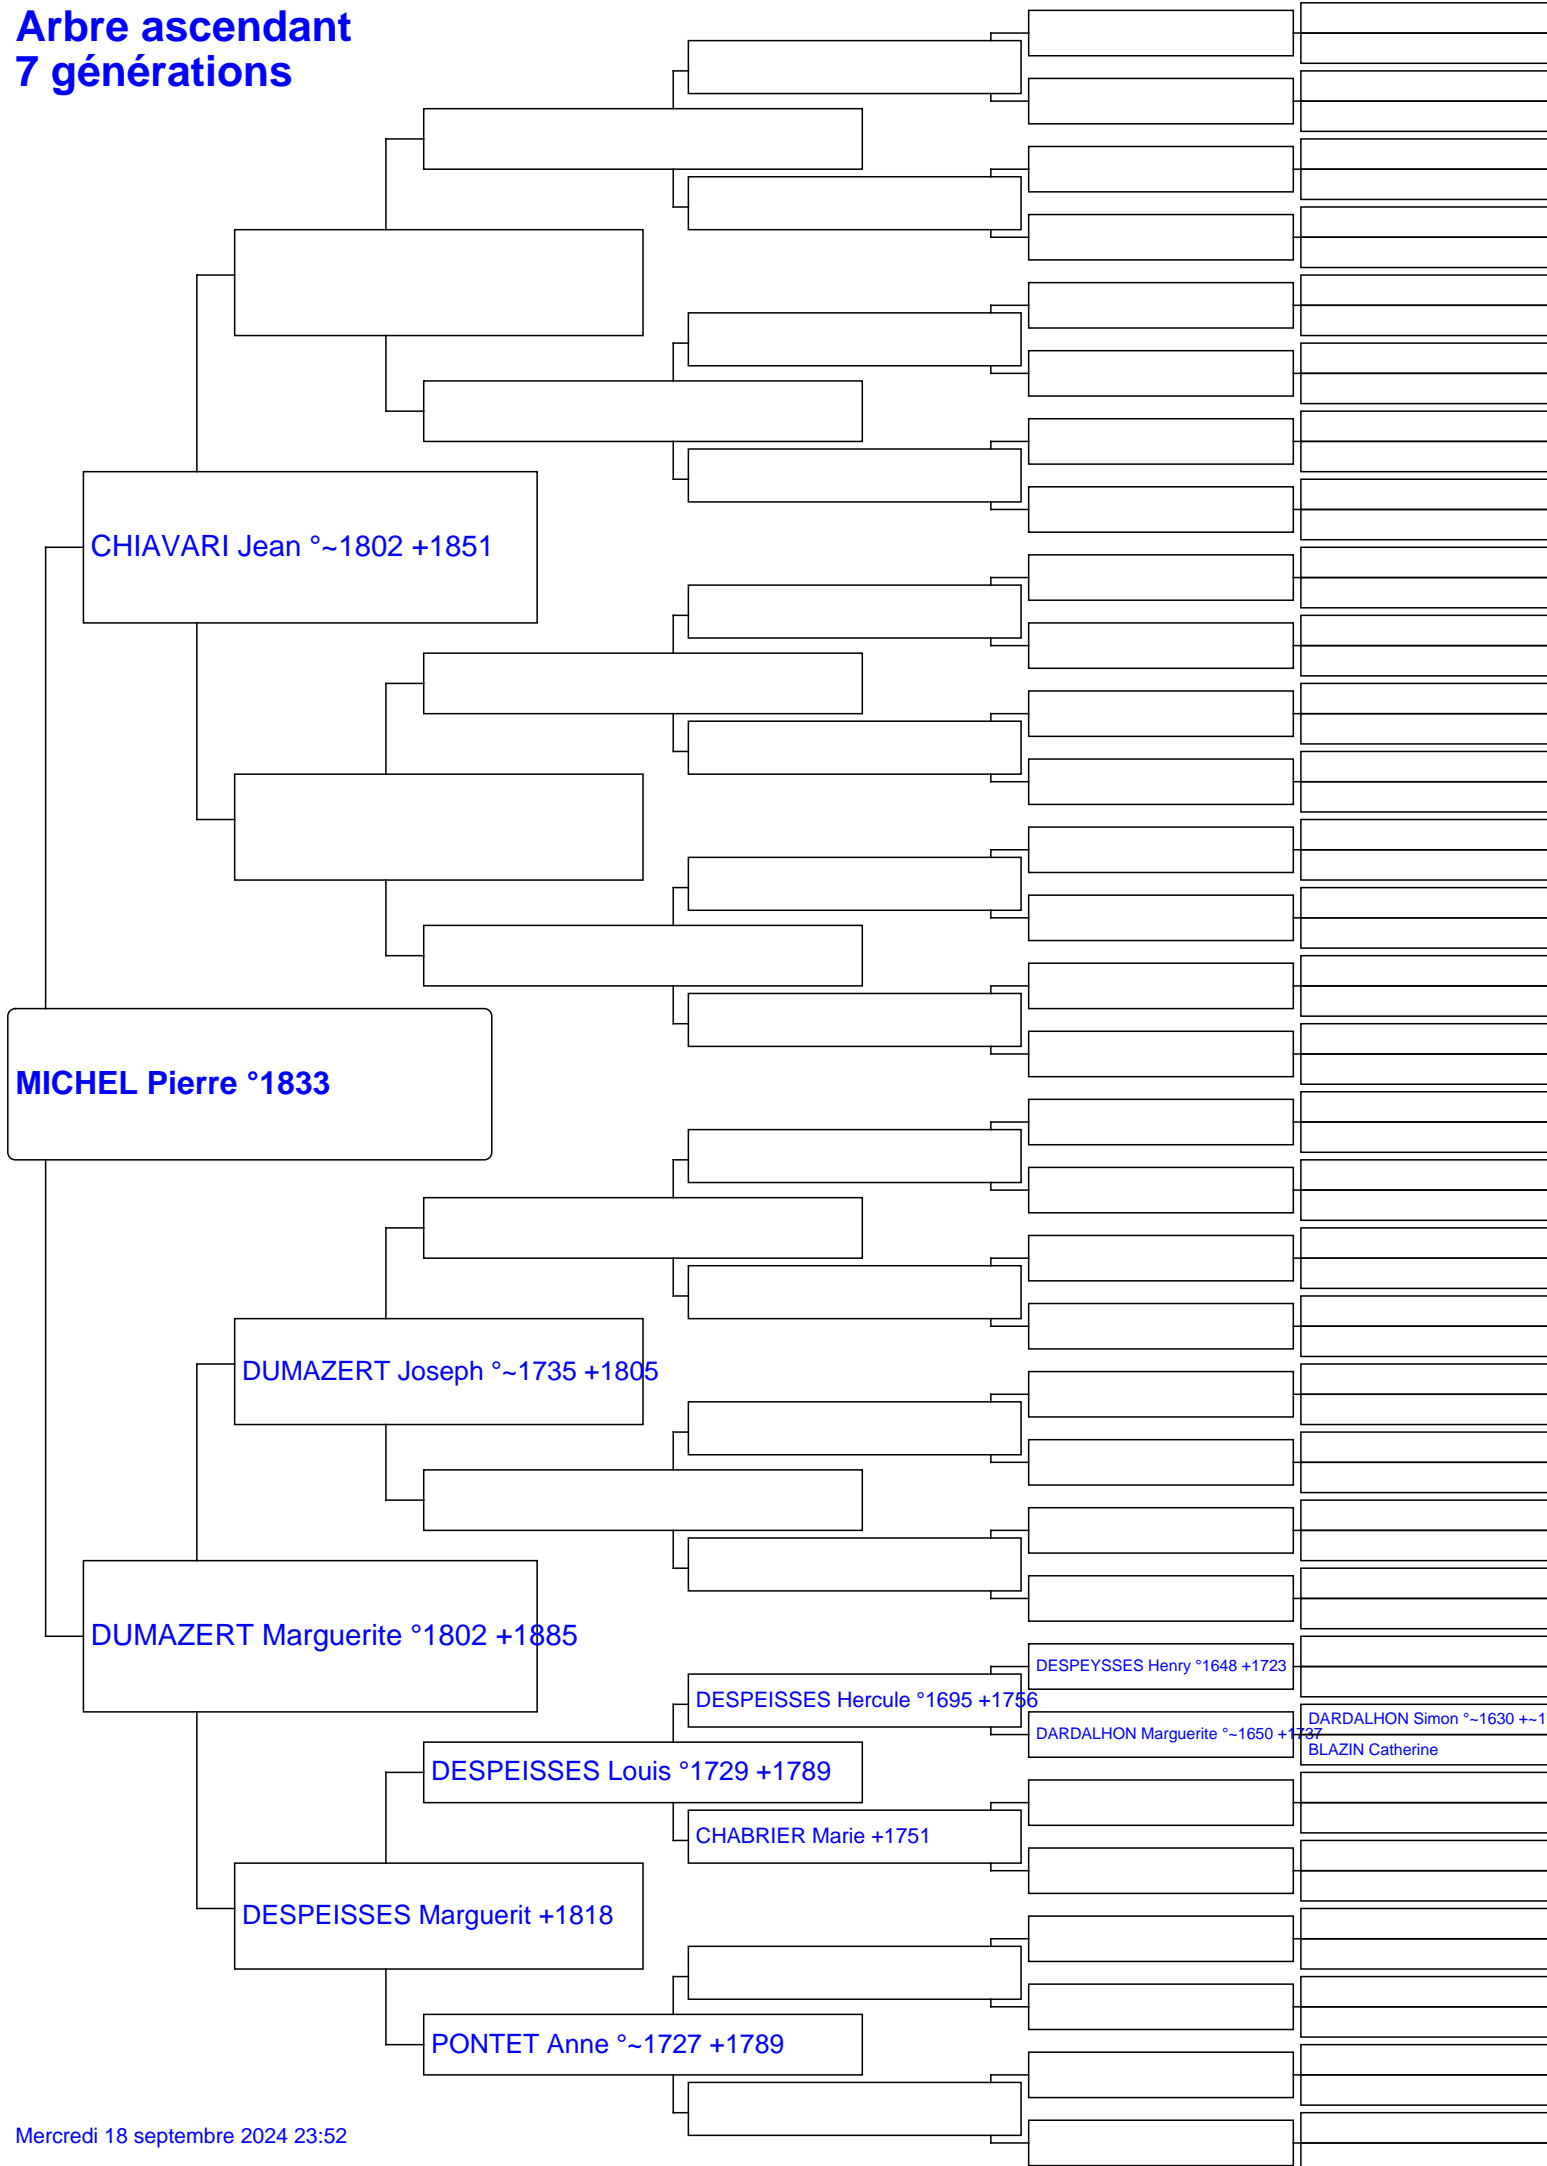 Arbre ascendant
7 générations
CHIAVARI Jean °~1802 +1851
MICHEL Pierre °1833
DUMAZERT Joseph °~1735 +1805
DUMAZERT Marguerite °1802 +1885
DESPEYSSES Henry °1648 +1723
DESPEISSES Hercule °1695 +1756
DARDALHON Simon °~1630 +~1
DARDALHON Marguerite °~1650 +1737
BLAZIN Catherine
DESPEISSES Louis °1729 +1789
CHABRIER Marie +1751
DESPEISSES Marguerit +1818
PONTET Anne °~1727 +1789
Mercredi 18 septembre 2024 23:52